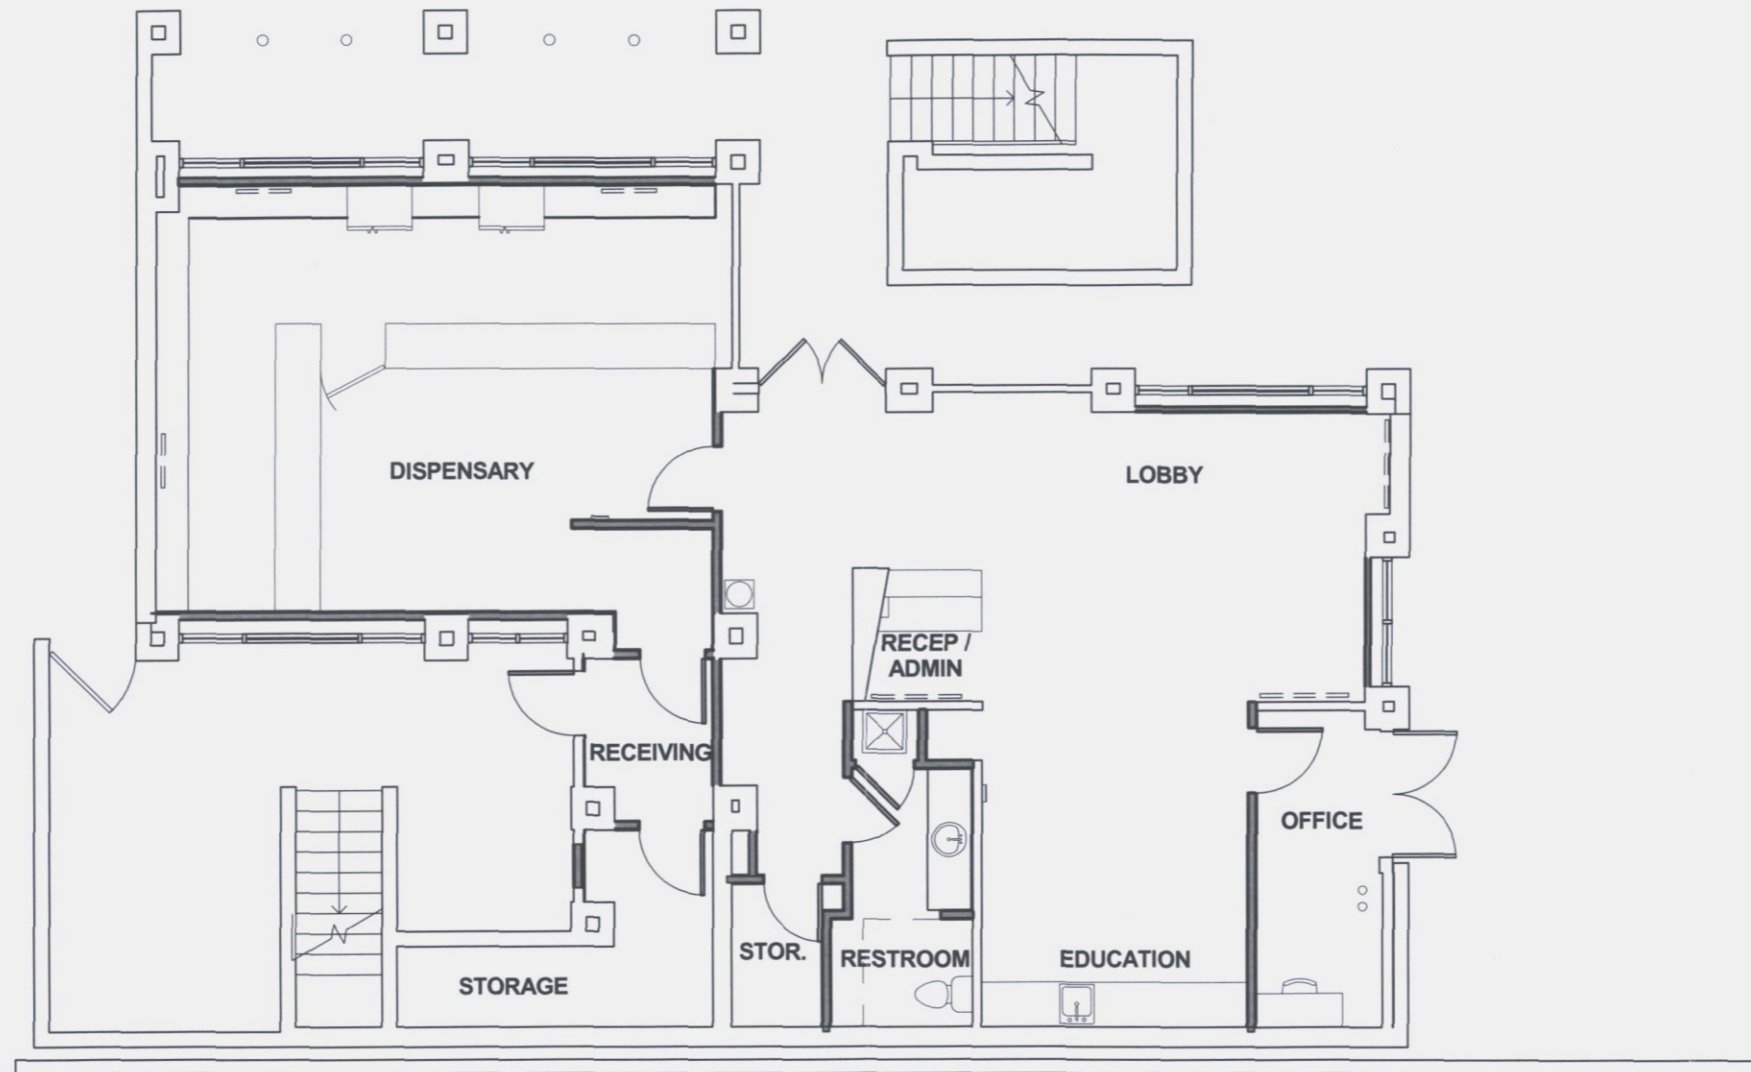 DISPENSARY
LOBBY
RECEP /
ADMIN
RECEIVING
OFFICE
STOR.
RESTROOM
EDUCATION
STORAGE